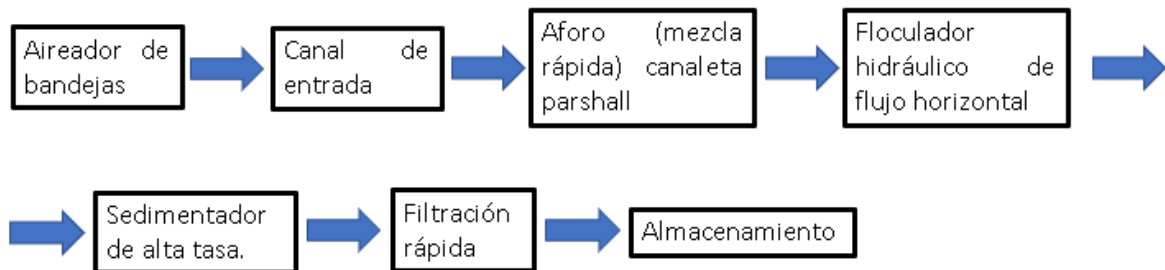 Aireador de
bandejas
Canal de
entrada
Aforo (mezcla
rápida) canaleta
parshall
Floculador
hidráulico de
flujo horizontal
Sedimentador
de alta tasa.
Filtración
rápida
Almacenamiento